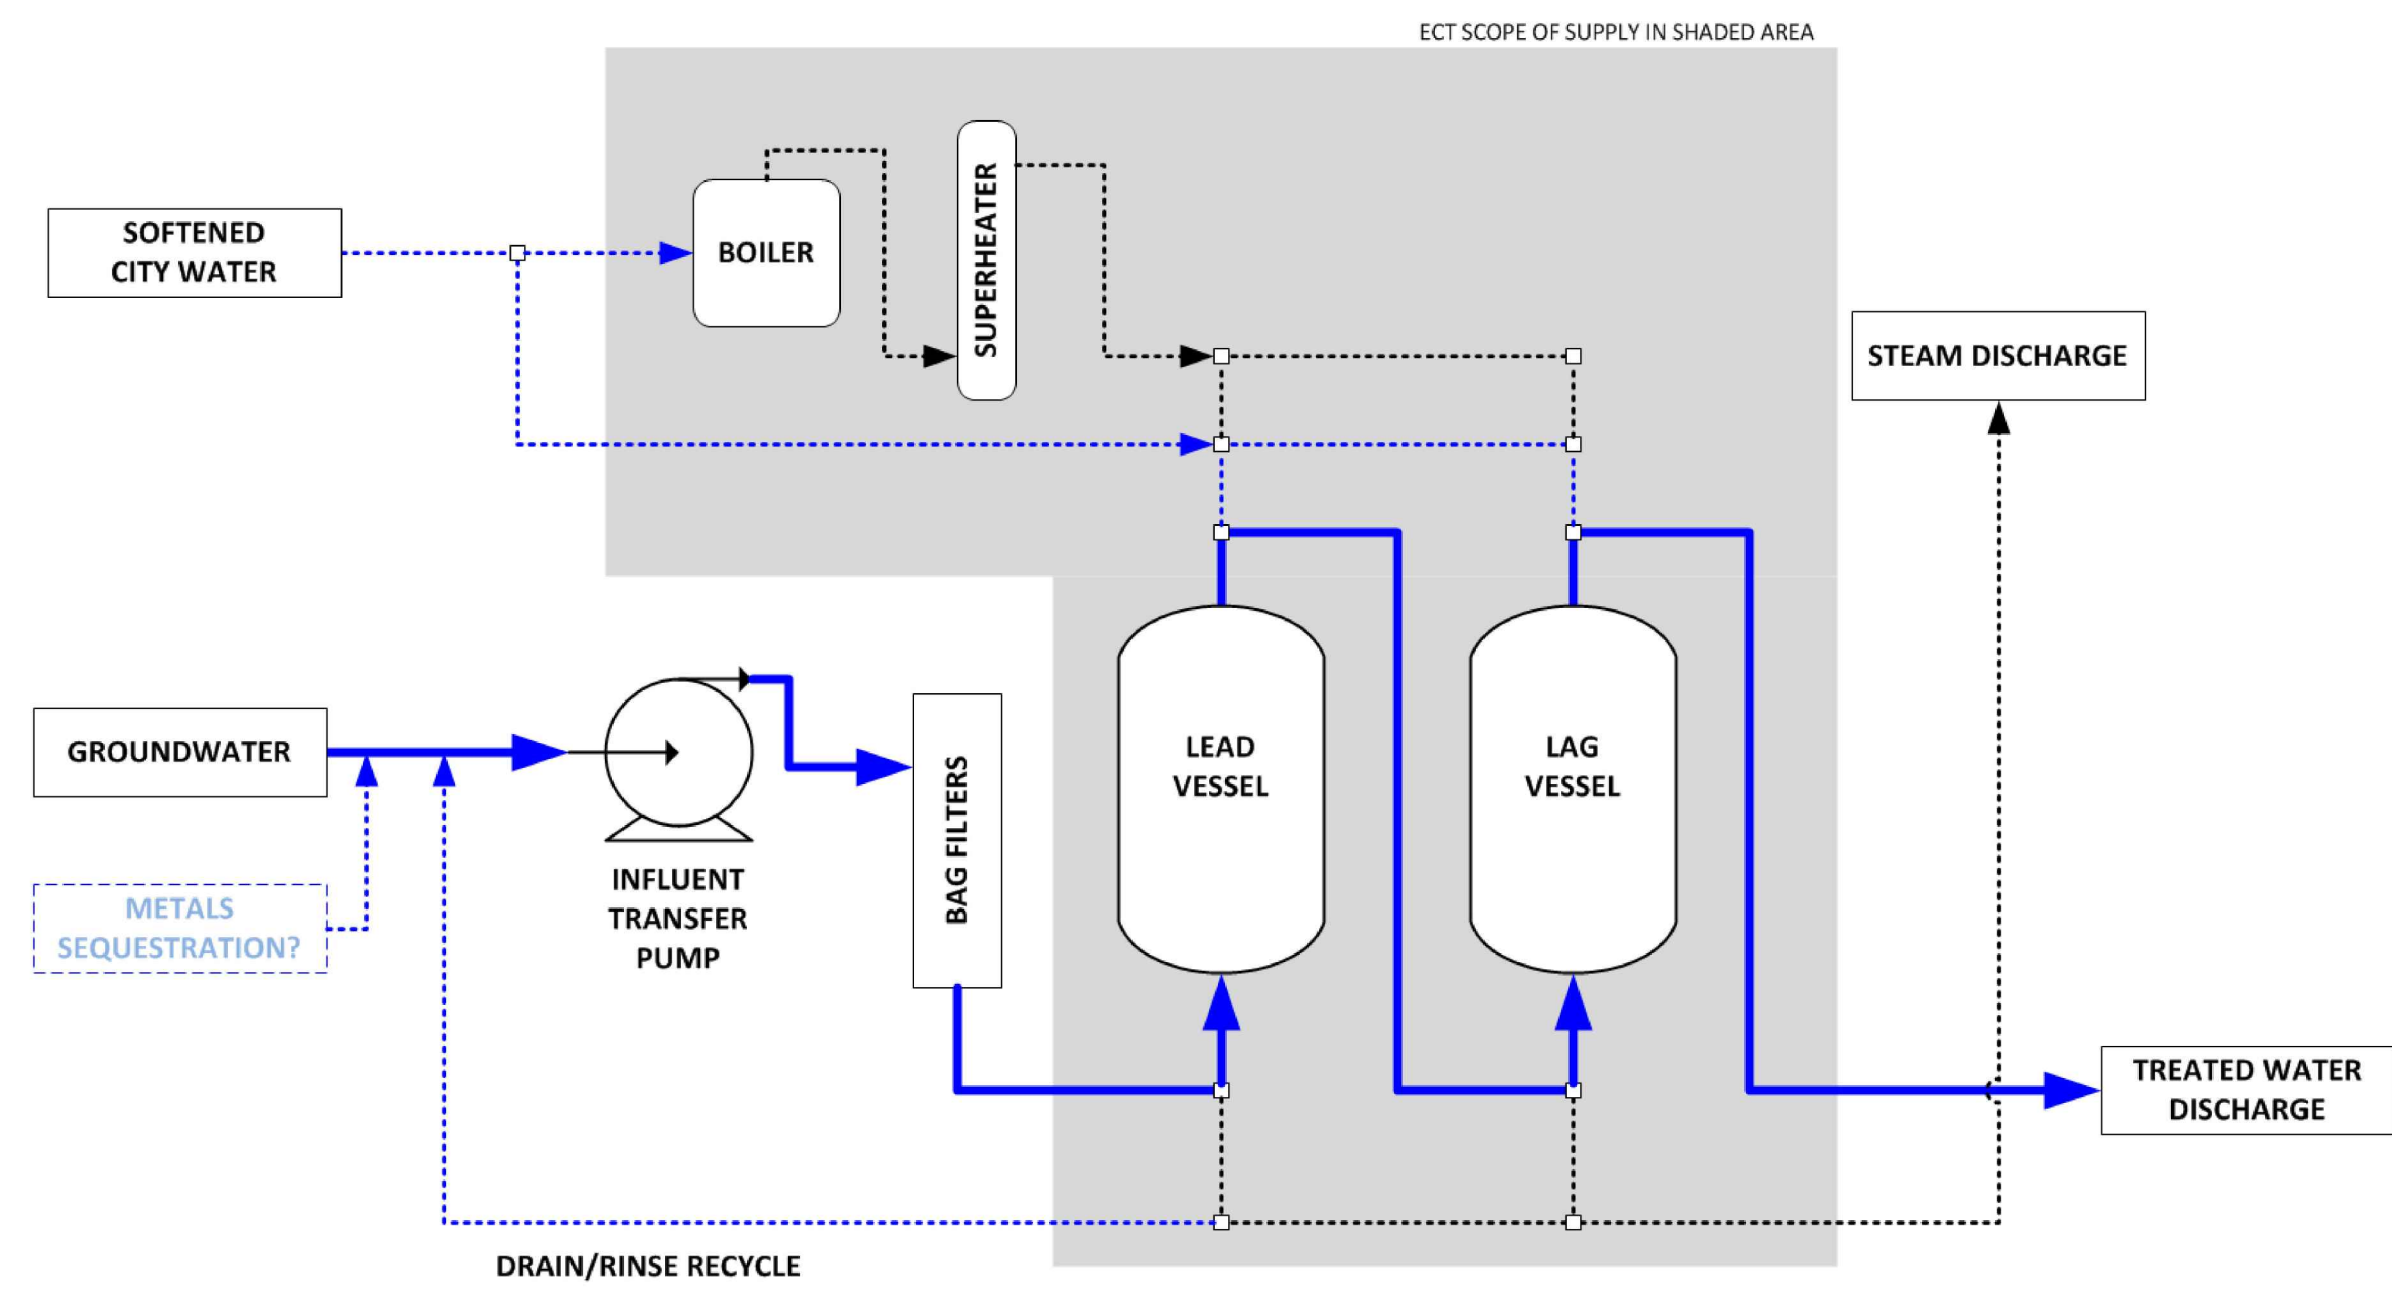 ECT SCOPE OF SUPPLY IN SHADED AREA
SOFTENED
CITY WATER
BOILER
SUPERHEATER
STEAM DISCHARGE
GROUNDWATER
METALS
SEQUESTRATION?
INFLUENT
TRANSFER
PUMP
BAG FILTERS
LEAD
VESSEL
LAG
VESSEL
TREATED WATER
DISCHARGE
DRAIN/RINSE RECYCLE